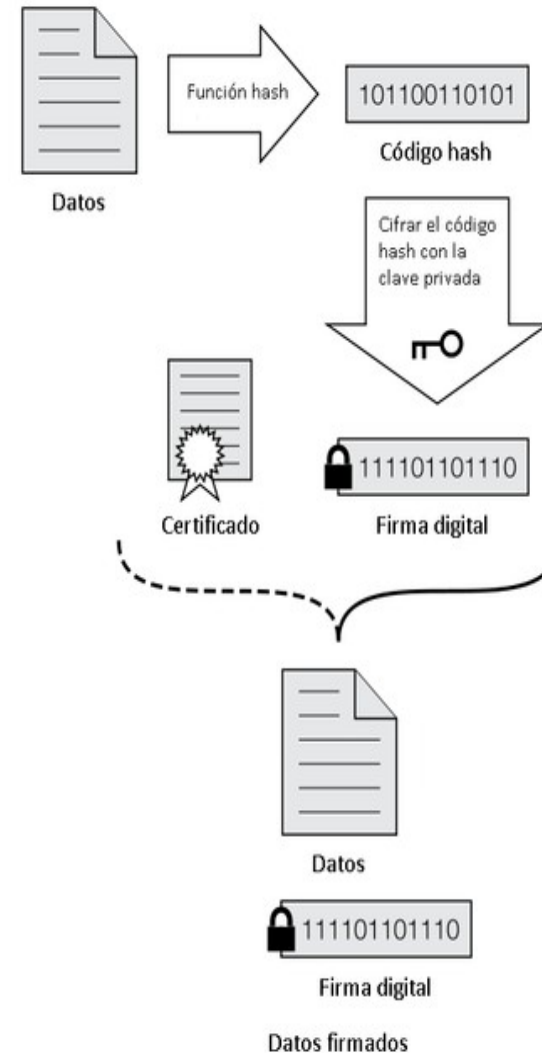 Función hash
101100110101
Datos
Código hash
Cifrar el código
hash con la
clave privada
111101101110
Certificado
Firma digital
Datos
111101101110
Firma digital
Datos firmados